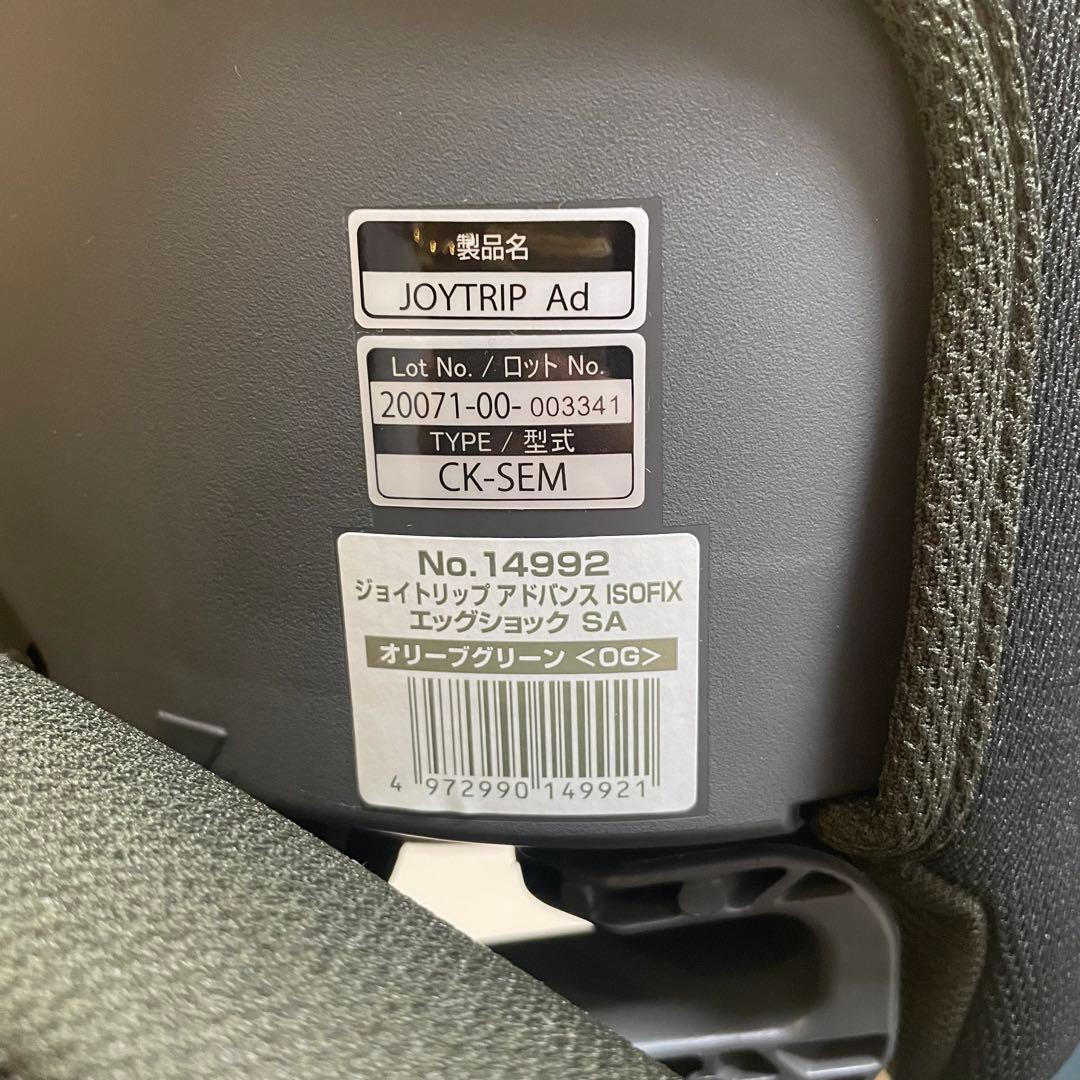 製品名
JOYTRIP Ad
Lot No. / ロット No.
20071-00- 003341
TYPE / 型式
CK-SEM
No.14992
ジョイトリップ アドバンス ISOFIX
エッグショック SA
オリーブグリーン <OG>
4 972990 149921